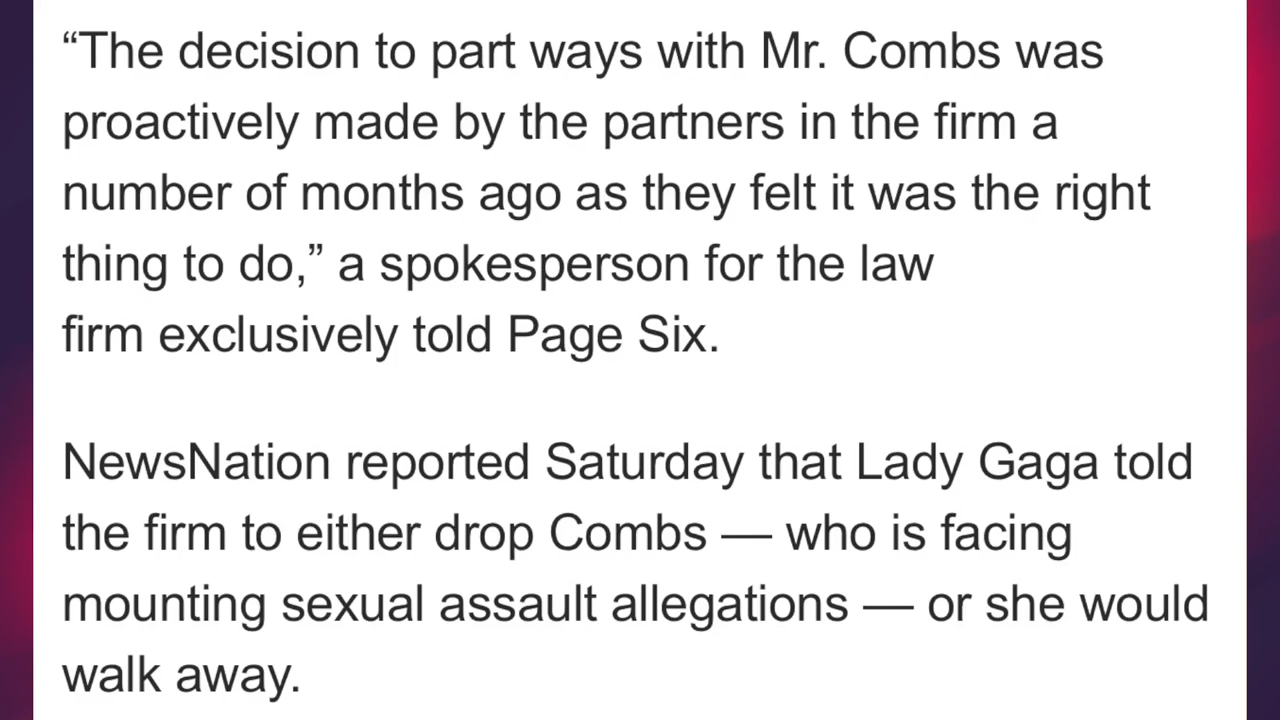 “The decision to part ways with Mr. Combs was
proactively made by the partners in the firm a
number of months ago as they felt it was the right
thing to do,” a spokesperson for the law
firm exclusively told Page Six.
NewsNation reported Saturday that Lady Gaga told
the firm to either drop Combs — who is facing
mounting sexual assault allegations — or she would
walk away.